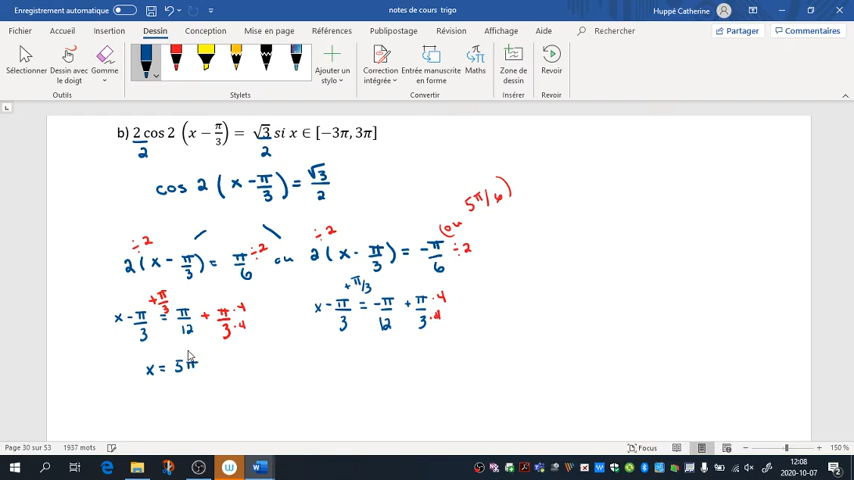 Enregistrement automatique
notes de cours trigo
Huppé Catherine
Fichier Accueil Insertion Dessin Conception Mise en page Références Publipostage Révision Affichage Aide Rechercher Partager Commentaires
Sélectionner Dessin avec le doigt Gomme Ajouter un stylo Correction intégrée Entrée manuscrite en forme Maths Zone de dessin Revoir
Outils Stylets Convertir Insérer Revoir
b) 2 cos 2 (x − π/3) = √3 si x ∈ [−3π, 3π]
2 2
cos 2 (x − π/3) = √3/2
(ou 5π/6)
÷2 ÷2 ÷2 ÷2
2(x − π/3) = π/6 ou 2(x − π/3) = −π/6
+π/3 +π/3
x − π/3 = π/12 + π·4/3·4 x − π/3 = −π/12 + π·4/3·4
x = 5π
Page 30 sur 53 1937 mots Focus 150 %
12:08
2020-10-07